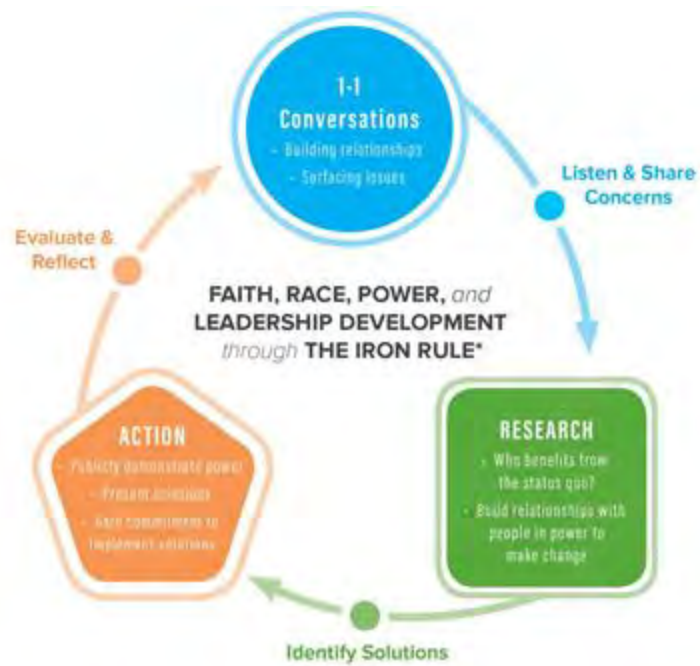 1-1
Conversations
- Building relationships
- Surfacing issues
Listen & Share
Concerns
Evaluate &
Reflect
FAITH, RACE, POWER, and
LEADERSHIP DEVELOPMENT
through THE IRON RULE*
ACTION
- Publicly demonstrate power
- Present solutions
- Gain commitment to
implement solutions
RESEARCH
- Who benefits from
the status quo?
- Build relationships with
people in power to
make change
Identify Solutions